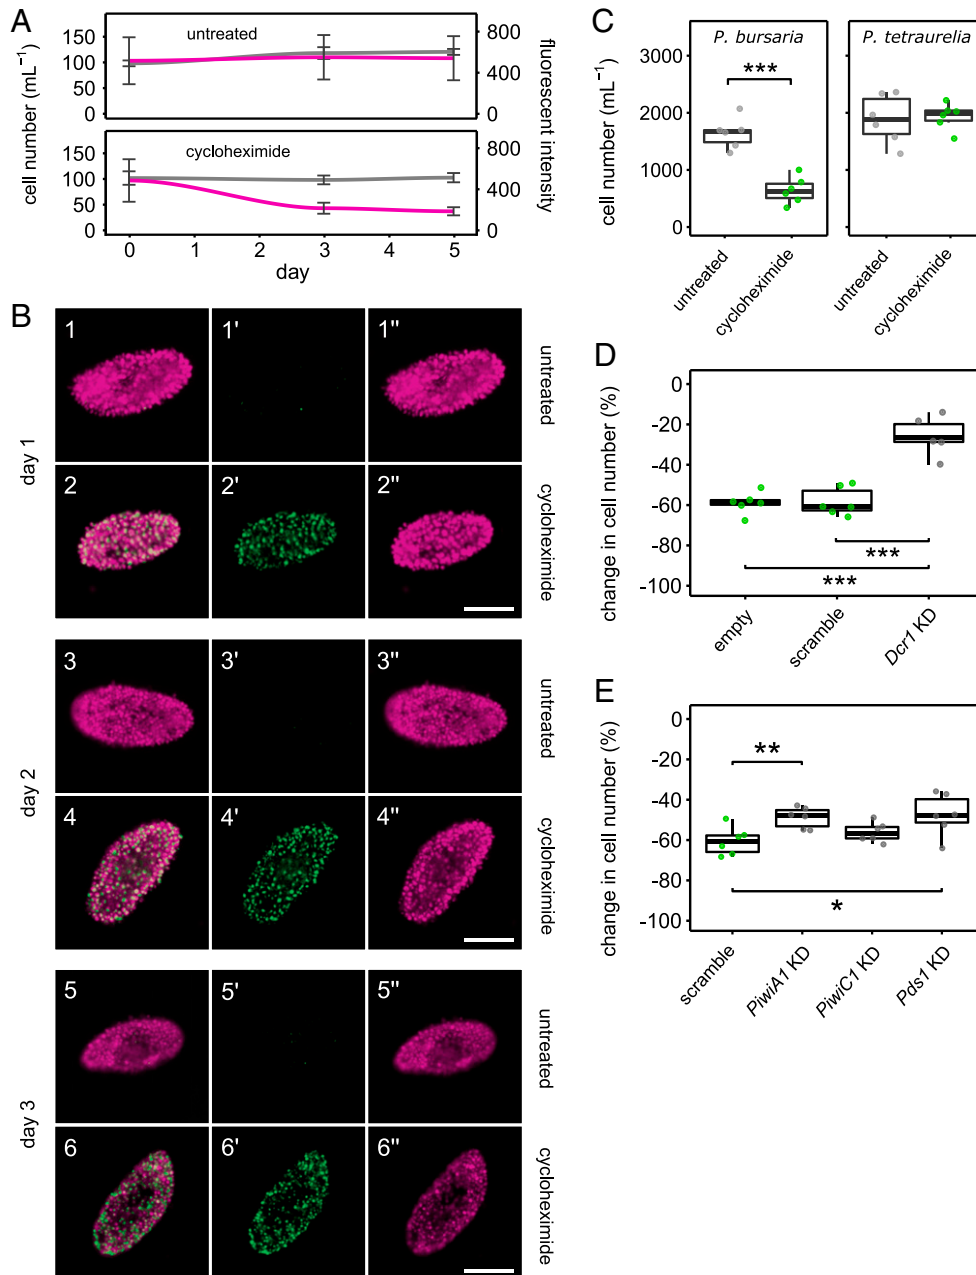 A
untreated
150
100
50
0
800
400
0
cycloheximide
150
100
50
0
800
400
0
cell number (mL⁻¹)
fluorescent intensity
0 1 2 3 4 5
day
B
day 1
1 1' 1"
untreated
2 2' 2"
cycloheximide
day 2
3 3' 3"
untreated
4 4' 4"
cycloheximide
day 3
5 5' 5"
untreated
6 6' 6"
cycloheximide
C
P. bursaria P. tetraurelia
cell number (mL⁻¹)
3000
2000
1000
0
***
untreated
cycloheximide
untreated
cycloheximide
D
change in cell number (%)
0
-20
-40
-60
-80
-100
***
***
empty
scramble
Dcr1 KD
E
change in cell number (%)
0
-20
-40
-60
-80
-100
**
*
scramble
PiwiA1 KD
PiwiC1 KD
Pds1 KD